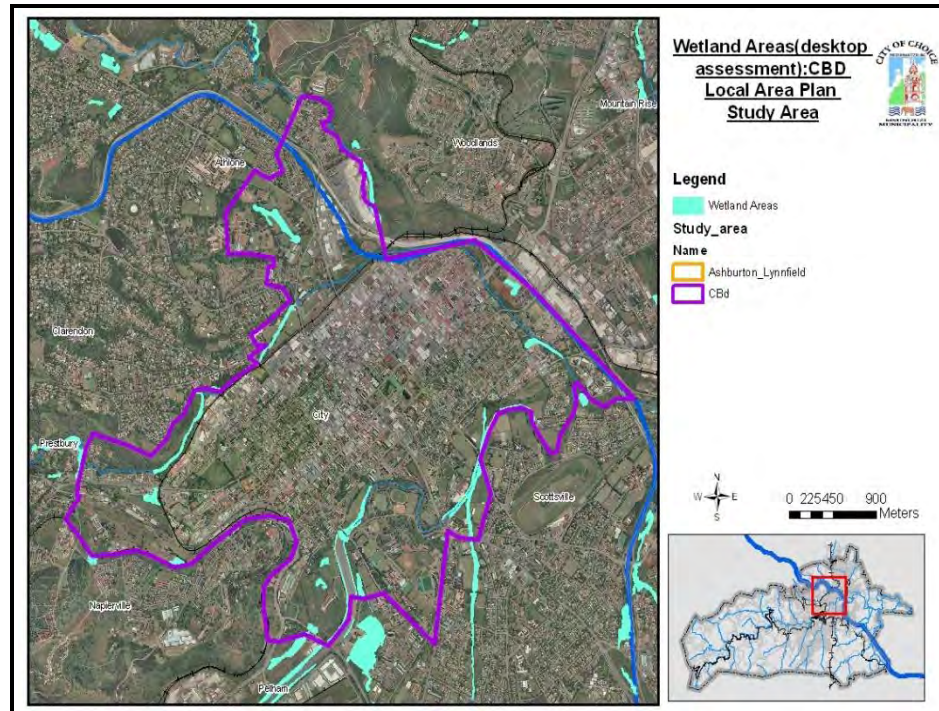 Wetland Areas(desktop
assessment):CBD
Local Area Plan
Study Area
CITY OF CHOICE
MUNICIPALITY
Legend
Wetland Areas
Study_area
Name
Ashburton_Lynnfield
CBd
Mountain Rise
Woodlands
Athlone
Clarendon
City
Prestbury
Scottsville
Napierville
Pelham
N
W E
S
0 225450 900
Meters